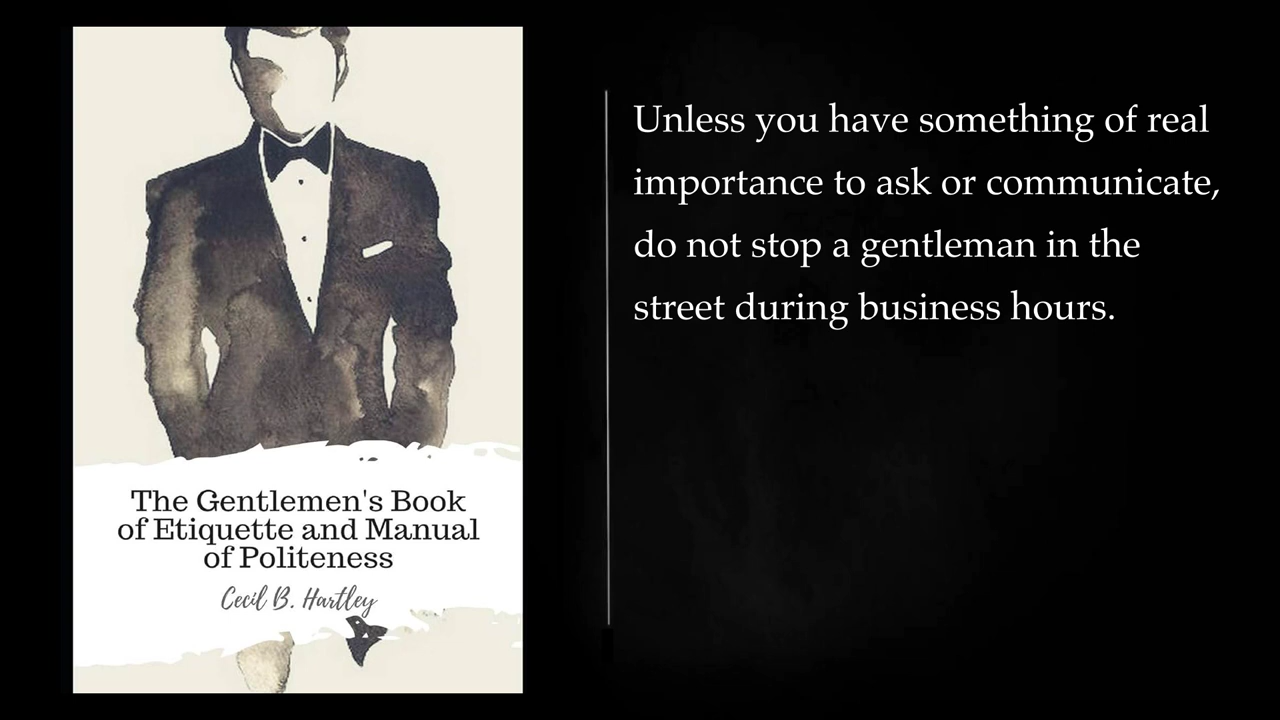 The Gentlemen's Book
of Etiquette and Manual
of Politeness
Cecil B. Hartley
Unless you have something of real
importance to ask or communicate,
do not stop a gentleman in the
street during business hours.